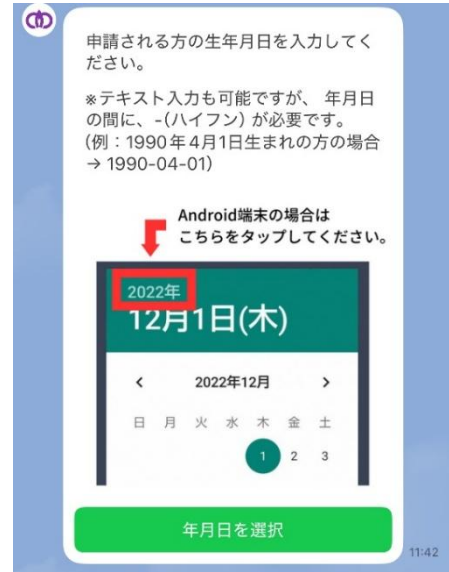 申請される方の生年月日を入力してく
ださい。
※テキスト入力も可能ですが、 年月日
の間に、-(ハイフン) が必要です。
(例：1990年4月1日生まれの方の場合
→ 1990-04-01)
Android端末の場合は
こちらをタップしてください。
2022年
12月1日(木)
< 2022年12月 >
日 月 火 水 木 金 土
1 2 3
年月日を選択
11:42